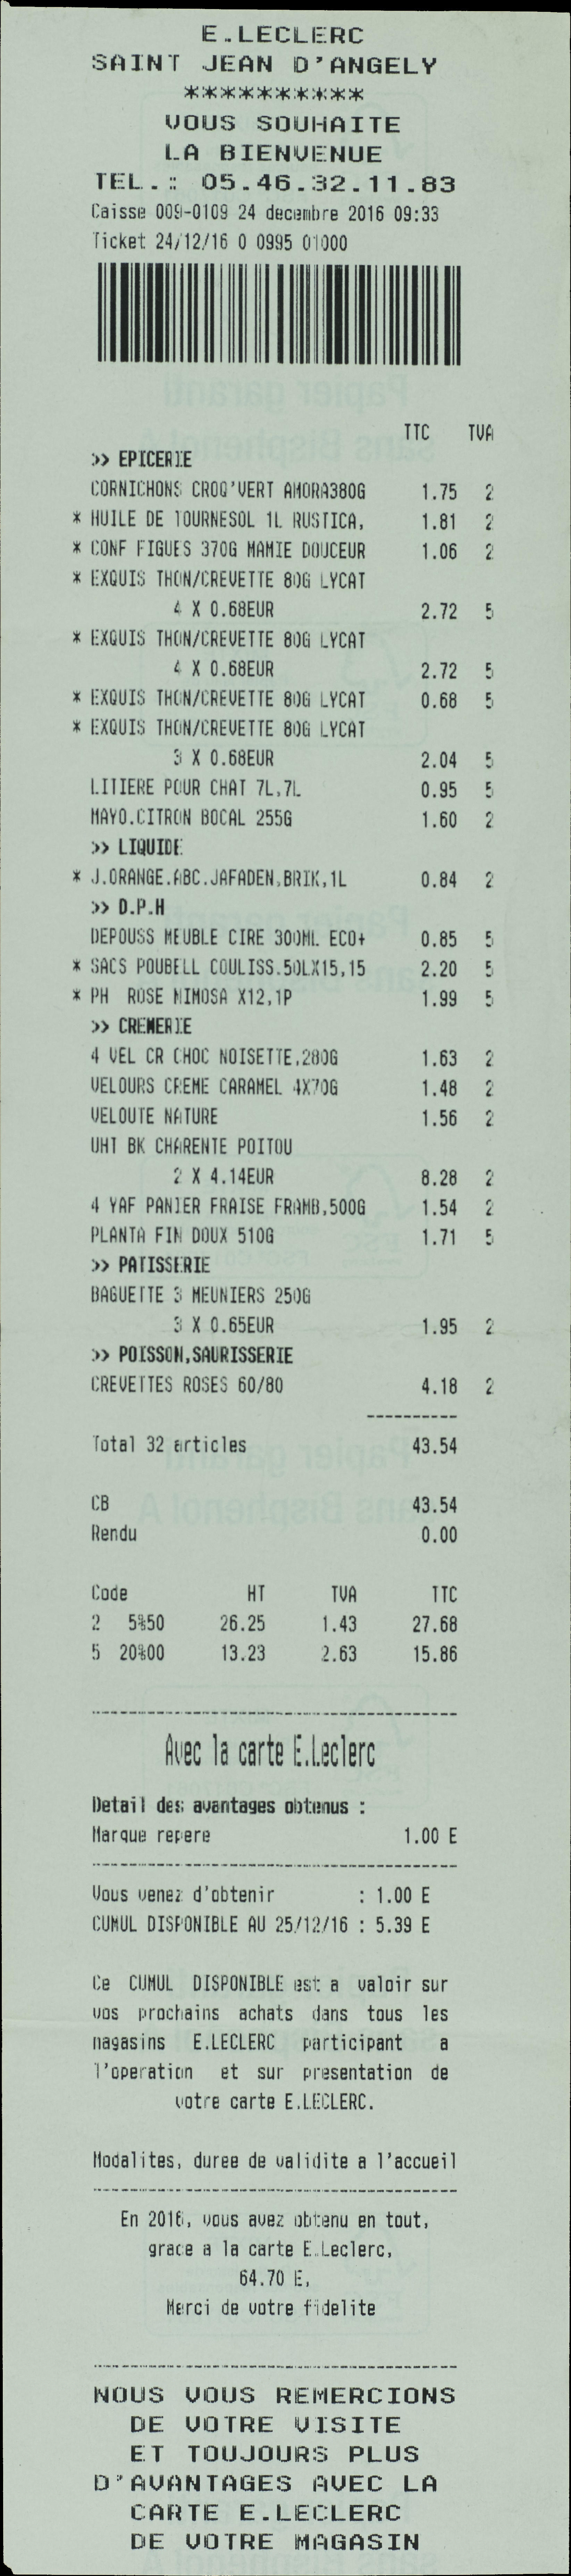 E.LECLERC
SAINT JEAN D'ANGELY
**********
VOUS SOUHAITE
LA BIENVENUE
TEL.: 05.46.32.11.83
Caisse 009-0109 24 decembre 2016 09:33
Ticket 24/12/16 0 0995 01000
TTC TVA
>> EPICERIE
CORNICHONS CROQ'VERT AMORA380G 1.75 2
* HUILE DE TOURNESOL 1L RUSTICA, 1.81 2
* CONF FIGUES 370G MAMIE DOUCEUR 1.06 2
* EXQUIS THON/CREVETTE 80G LYCAT
4 X 0.68EUR 2.72 5
* EXQUIS THON/CREVETTE 80G LYCAT
4 X 0.68EUR 2.72 5
* EXQUIS THON/CREVETTE 80G LYCAT 0.68 5
* EXQUIS THON/CREVETTE 80G LYCAT
3 X 0.68EUR 2.04 5
LITIERE POUR CHAT 7L,7L 0.95 5
MAYO.CITRON BOCAL 255G 1.60 2
>> LIQUIDE
* J.ORANGE.ABC.JAFADEN,BRIK,1L 0.84 2
>> D.P.H
DEPOUSS MEUBLE CIRE 300ML ECO+ 0.85 5
* SACS POUBELL COULISS.50LX15,15 2.20 5
* PH ROSE MIMOSA X12,1P 1.99 5
>> CREMERIE
4 VEL CR CHOC NOISETTE,280G 1.63 2
VELOURS CREME CARAMEL 4X70G 1.48 2
VELOUTE NATURE 1.56 2
UHT BK CHARENTE POITOU
2 X 4.14EUR 8.28 2
4 YAF PANIER FRAISE FRAMB,500G 1.54 2
PLANTA FIN DOUX 510G 1.71 5
>> PATISSERIE
BAGUETTE 3 MEUNIERS 250G
3 X 0.65EUR 1.95 2
>> POISSON,SAURISSERIE
CREVETTES ROSES 60/80 4.18 2
----------
Total 32 articles 43.54
CB 43.54
Rendu 0.00
Code HT TVA TTC
2 5%50 26.25 1.43 27.68
5 20%00 13.23 2.63 15.86
Avec la carte E.Leclerc
Detail des avantages obtenus :
Marque repere 1.00 E
Vous venez d'obtenir : 1.00 E
CUMUL DISPONIBLE AU 25/12/16 : 5.39 E
Ce CUMUL DISPONIBLE est a valoir sur
vos prochains achats dans tous les
magasins E.LECLERC participant a
l'operation et sur presentation de
votre carte E.LECLERC.
Modalites, duree de validite a l'accueil
En 2016, vous avez obtenu en tout,
grace a la carte E.Leclerc,
64.70 E,
Merci de votre fidelite
NOUS VOUS REMERCIONS
DE VOTRE VISITE
ET TOUJOURS PLUS
D'AVANTAGES AVEC LA
CARTE E.LECLERC
DE VOTRE MAGASIN